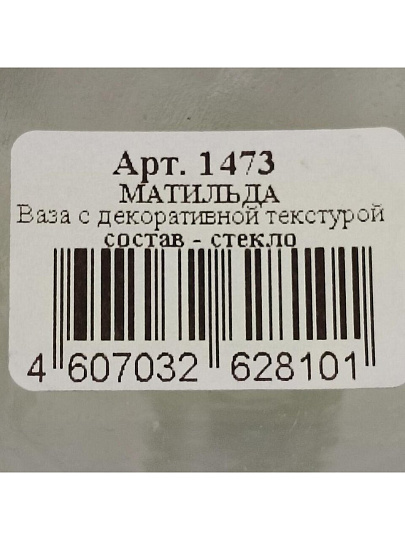 Арт. 1473
МАТИЛЬДА
Ваза с декоративной текстурой
состав - стекло
4 607032 628101